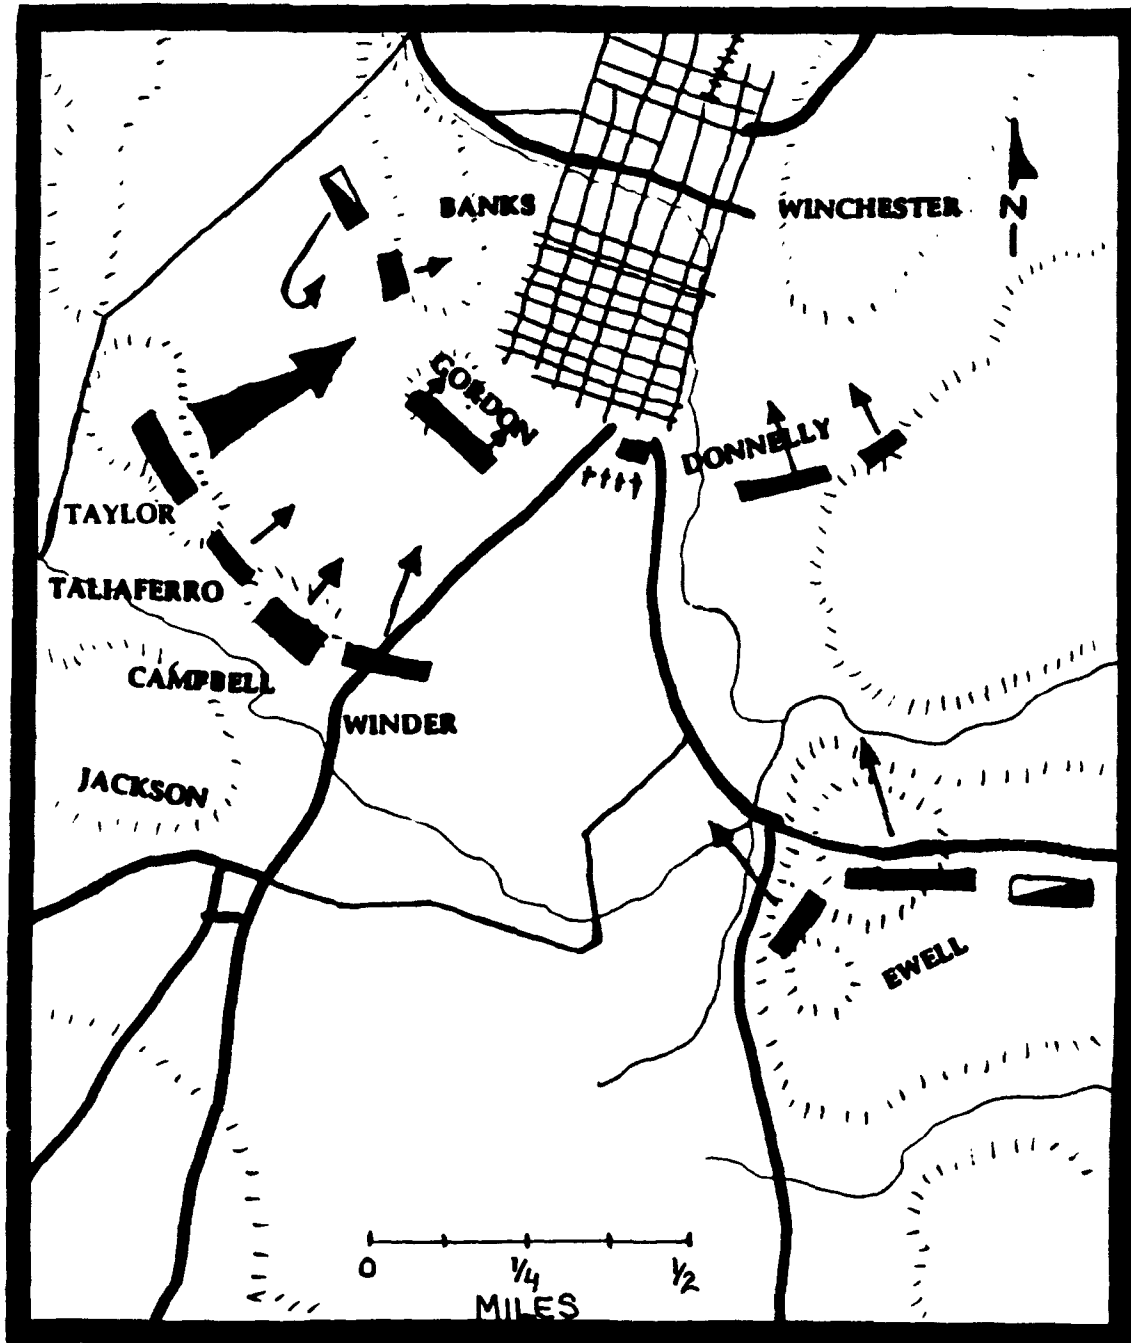 BANKS
WINCHESTER
N
GORDON
DONNELLY
TAYLOR
TALIAFERRO
CAMPBELL
WINDER
JACKSON
EWELL
0 1/4 1/2
MILES